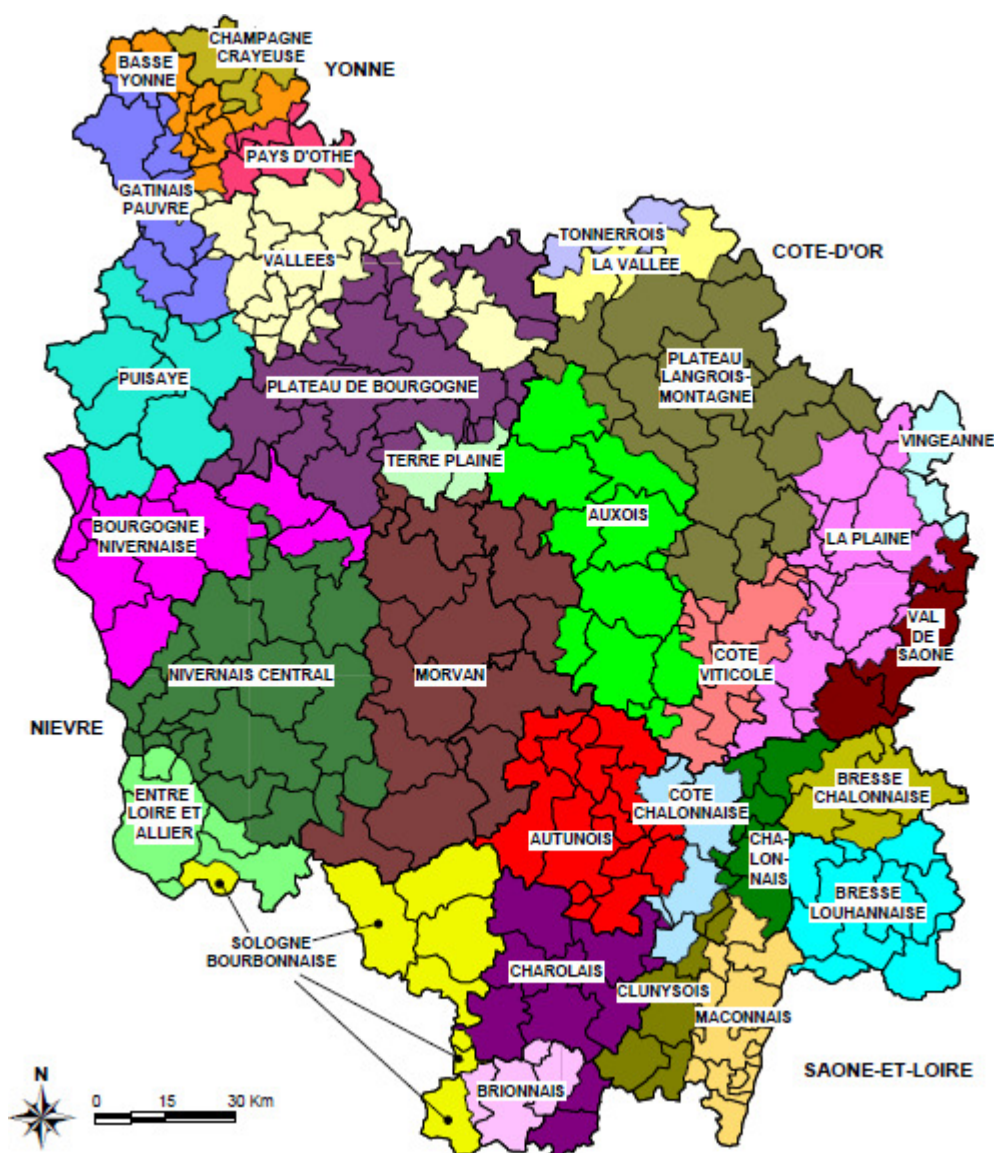 CHAMPAGNE
CRAYEUSE
BASSE
YONNE
YONNE
PAYS D'OTHE
GATINAIS
PAUVRE
TONNERROIS
COTE-D'OR
VALLEES
LA VALLEE
PUISAYE
PLATEAU DE BOURGOGNE
PLATEAU
LANGROIS-
MONTAGNE
VINGEANNE
TERRE PLAINE
AUXOIS
BOURGOGNE
NIVERNAISE
LA PLAINE
VAL
DE
SAONE
COTE
VITICOLE
NIVERNAIS CENTRAL
MORVAN
NIEVRE
ENTRE
LOIRE ET
ALLIER
COTE
CHALONNAISE
BRESSE
CHALONNAISE
AUTUNOIS
CHA-
LON-
NAIS
BRESSE
LOUHANNAISE
SOLOGNE
BOURBONNAISE
CHAROLAIS
CLUNYSOIS
MACONNAIS
SAONE-ET-LOIRE
BRIONNAIS
N
0 15 30 Km